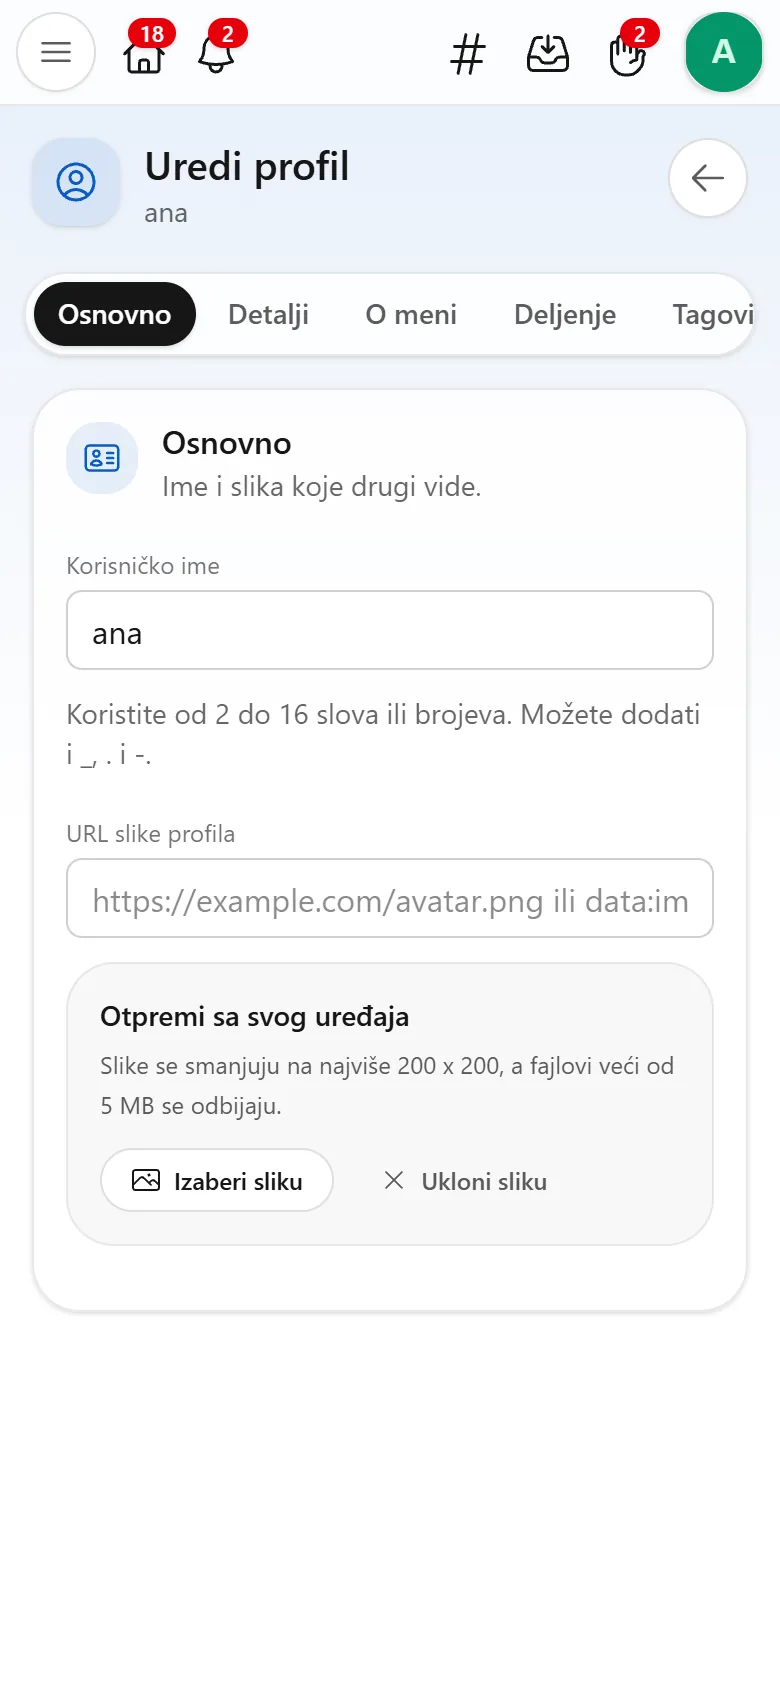 18
2
2
A
Uredi profil
ana
Osnovno
Detalji
O meni
Deljenje
Tagovi
Osnovno
Ime i slika koje drugi vide.
Korisničko ime
ana
Koristite od 2 do 16 slova ili brojeva. Možete dodati
i _, . i -.
URL slike profila
https://example.com/avatar.png ili data:im
Otpremi sa svog uređaja
Slike se smanjuju na najviše 200 x 200, a fajlovi veći od
5 MB se odbijaju.
Izaberi sliku
Ukloni sliku